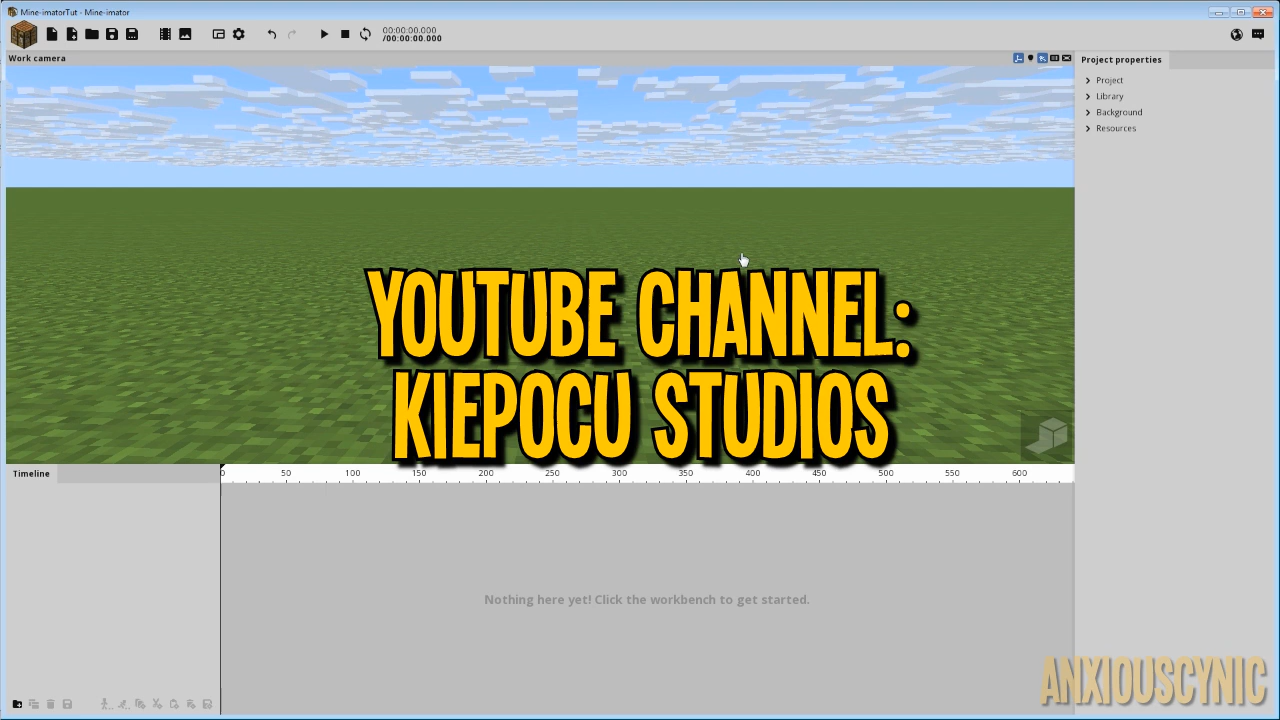 Mine-imatorTut - Mine-imator
00:00:00.000
/00:00:00.000
Work camera
Project properties
Project
Library
Background
Resources
YOUTUBE CHANNEL:
KIEPOCU STUDIOS
Timeline
0 50 100 150 200 250 300 350 400 450 500 550 600
Nothing here yet! Click the workbench to get started.
ANXIOUSCYNIC